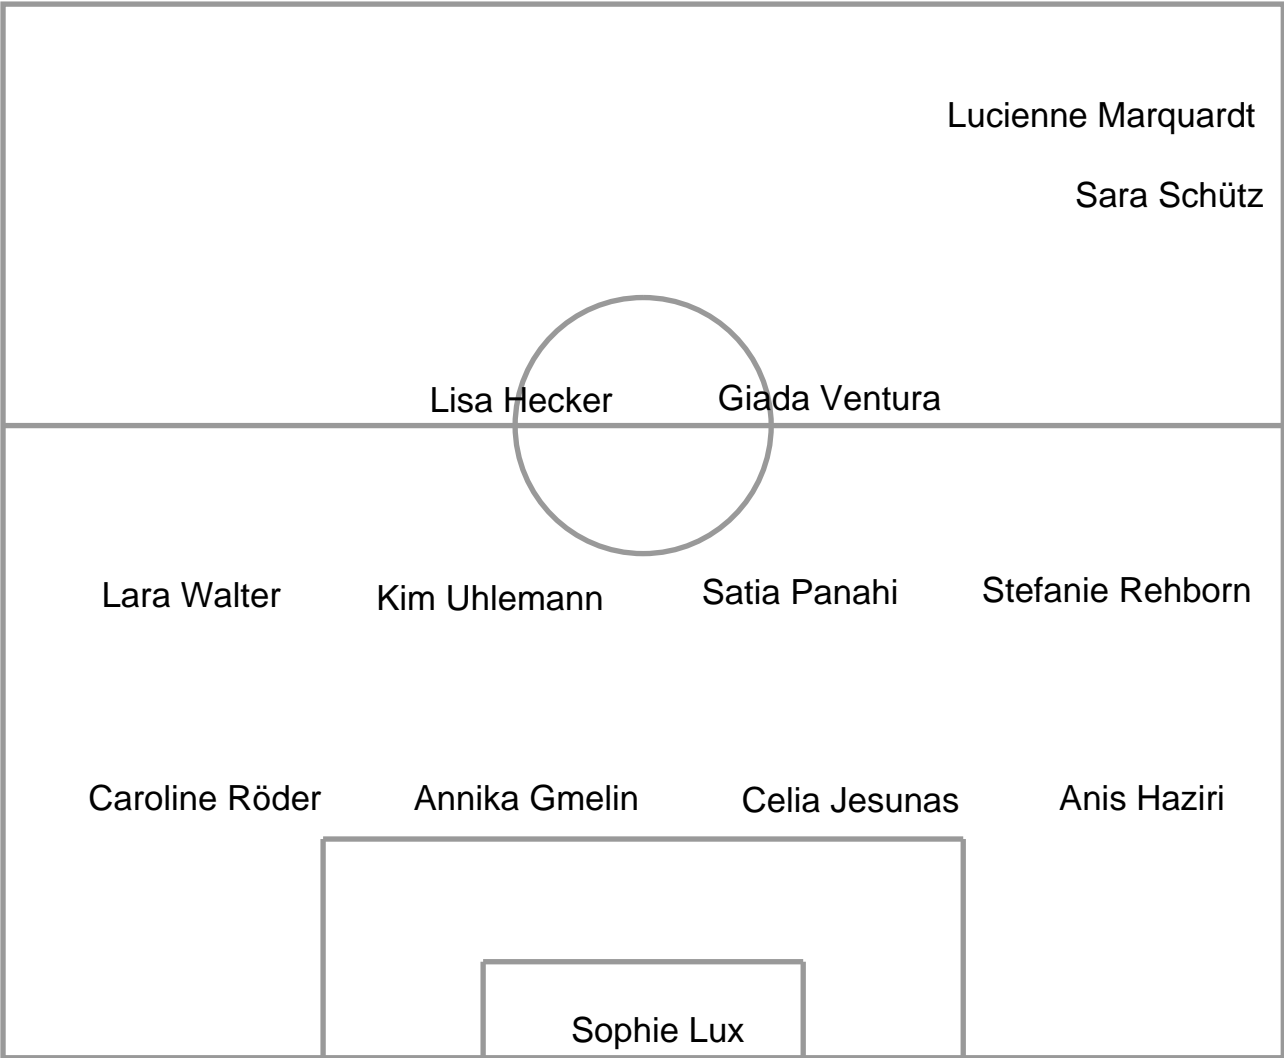 Lucienne Marquardt
Sara Schütz
Lisa Hecker
Giada Ventura
Lara Walter
Kim Uhlemann
Satia Panahi
Stefanie Rehborn
Caroline Röder
Annika Gmelin
Celia Jesunas
Anis Haziri
Sophie Lux